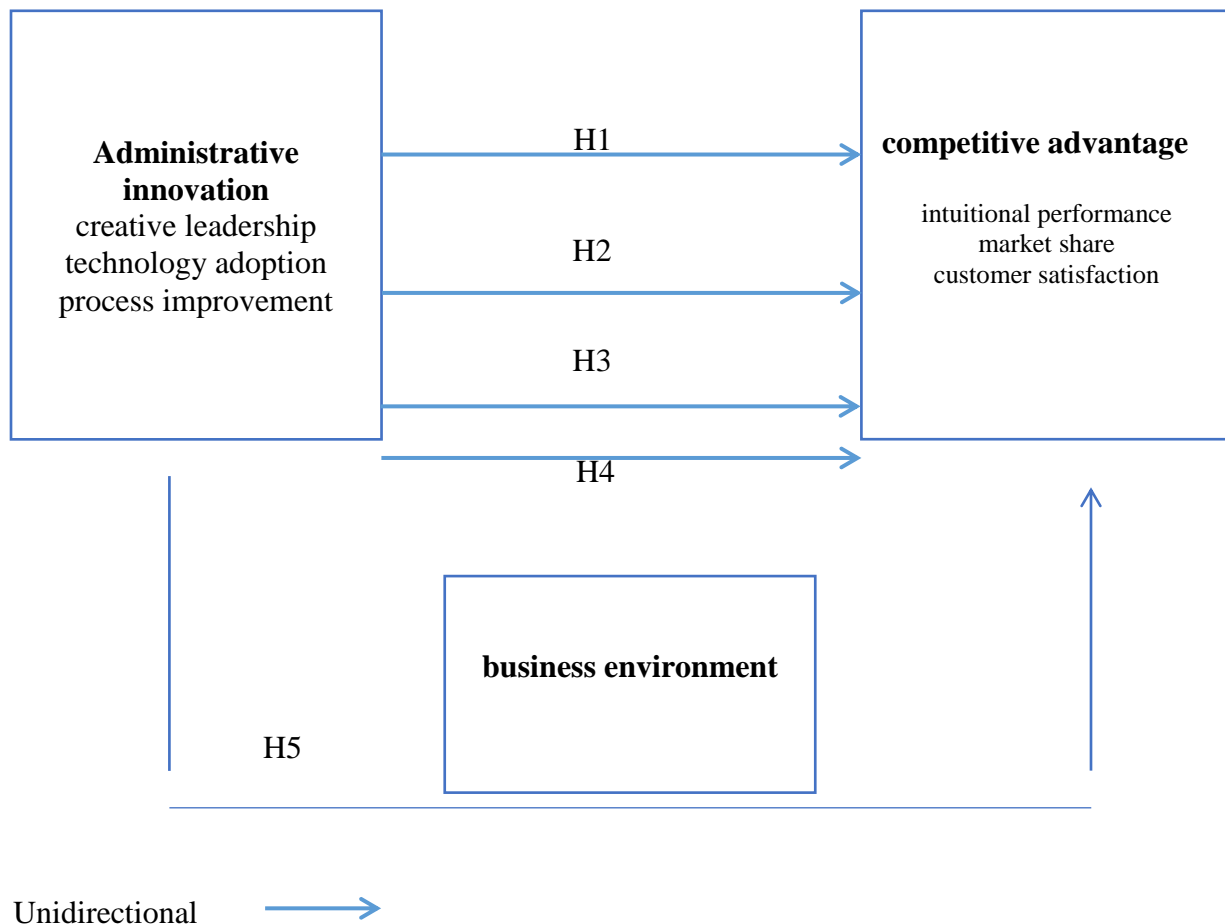 Administrative
innovation
creative leadership
technology adoption
process improvement
H1
H2
H3
H4
competitive advantage
intuitional performance
market share
customer satisfaction
business environment
H5
Unidirectional